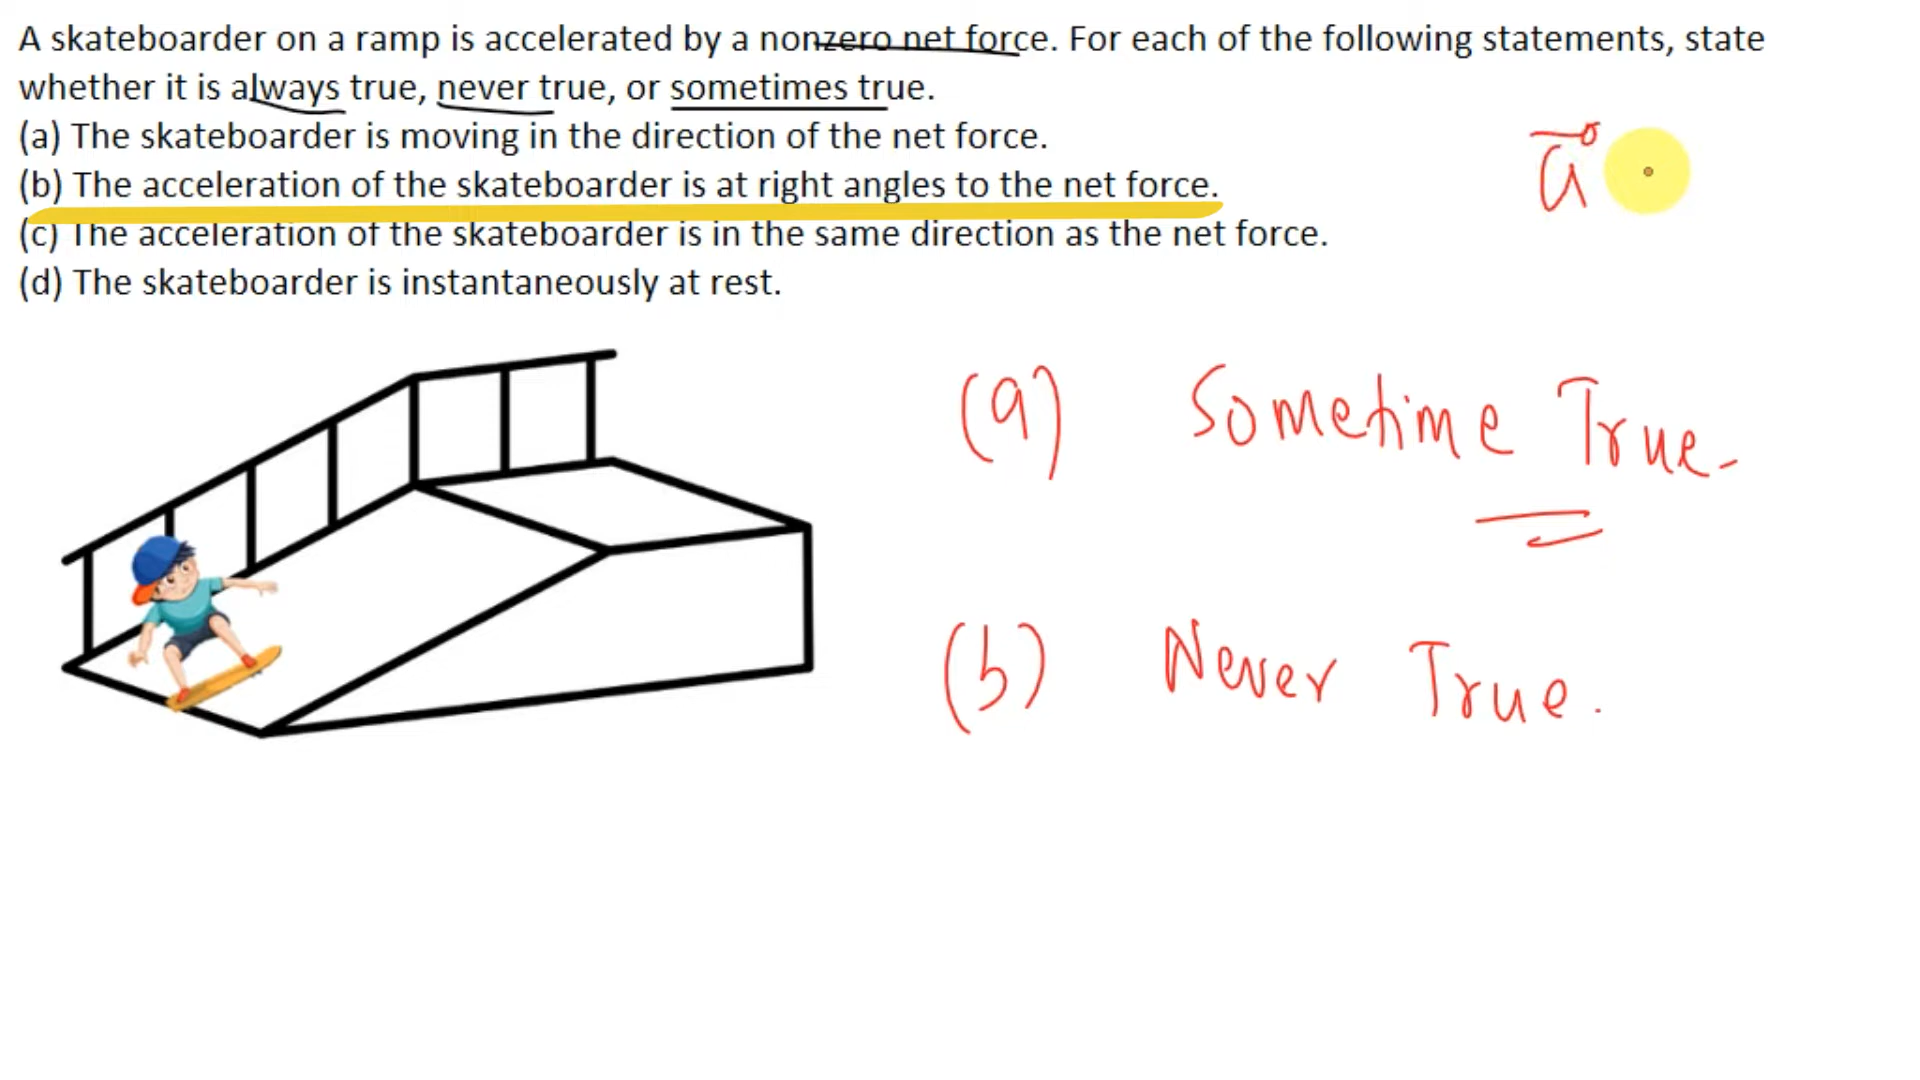 A skateboarder on a ramp is accelerated by a nonzero net force. For each of the following statements, state
whether it is always true, never true, or sometimes true.
(a) The skateboarder is moving in the direction of the net force.
(b) The acceleration of the skateboarder is at right angles to the net force.
(c) The acceleration of the skateboarder is in the same direction as the net force.
(d) The skateboarder is instantaneously at rest.
a
(a) Sometime True.
(b) Never True.